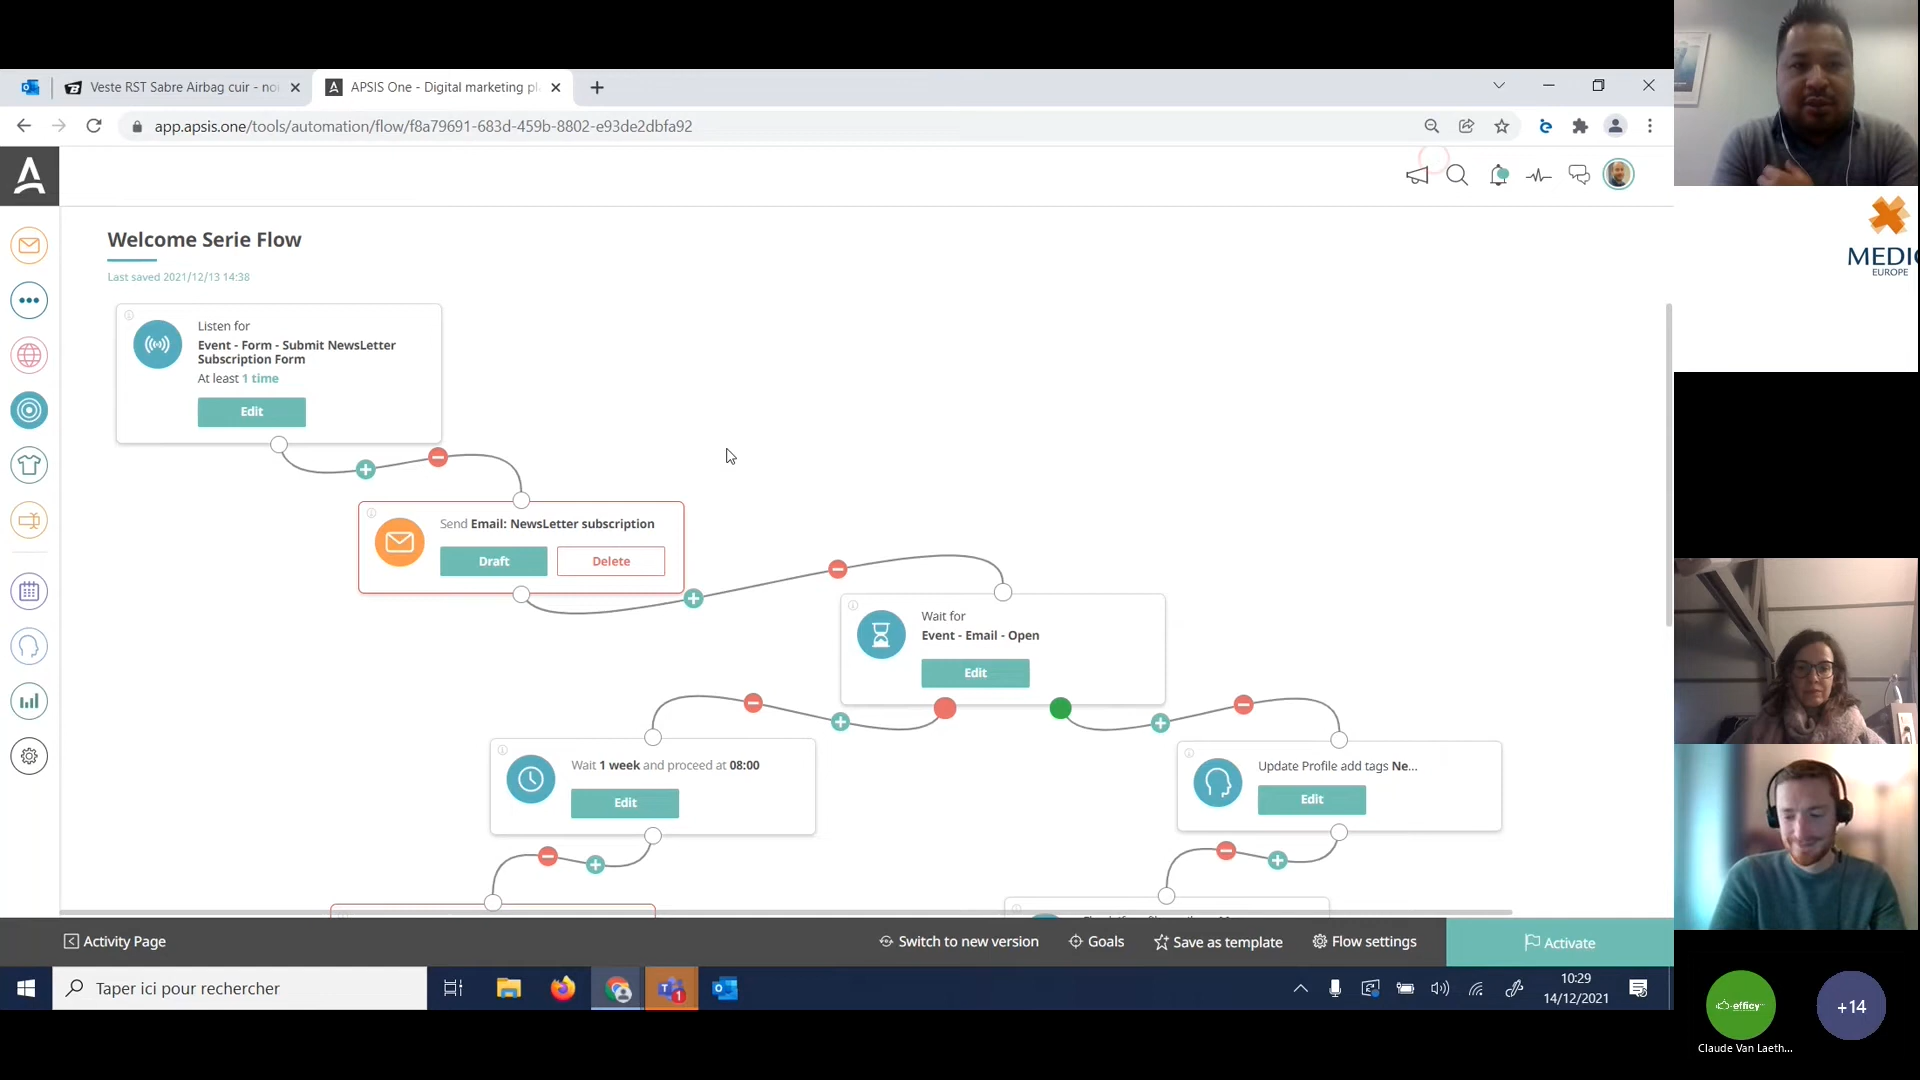 Veste RST Sabre Airbag cuir - no
APSIS One - Digital marketing pl
app.apsis.one/tools/automation/flow/f8a79691-683d-459b-8802-e93de2dbfa92
MEDI
EUROPE
Welcome Serie Flow
Last saved 2021/12/13 14:38
Listen for
Event - Form - Submit NewsLetter
Subscription Form
At least 1 time
Edit
Send Email: NewsLetter subscription
Draft
Delete
Wait for
Event - Email - Open
Edit
Wait 1 week and proceed at 08:00
Edit
Update Profile add tags Ne...
Edit
Activity Page
Switch to new version
Goals
Save as template
Flow settings
Activate
Taper ici pour rechercher
1
10:29
14/12/2021
efficy
+14
Claude Van Laeth...